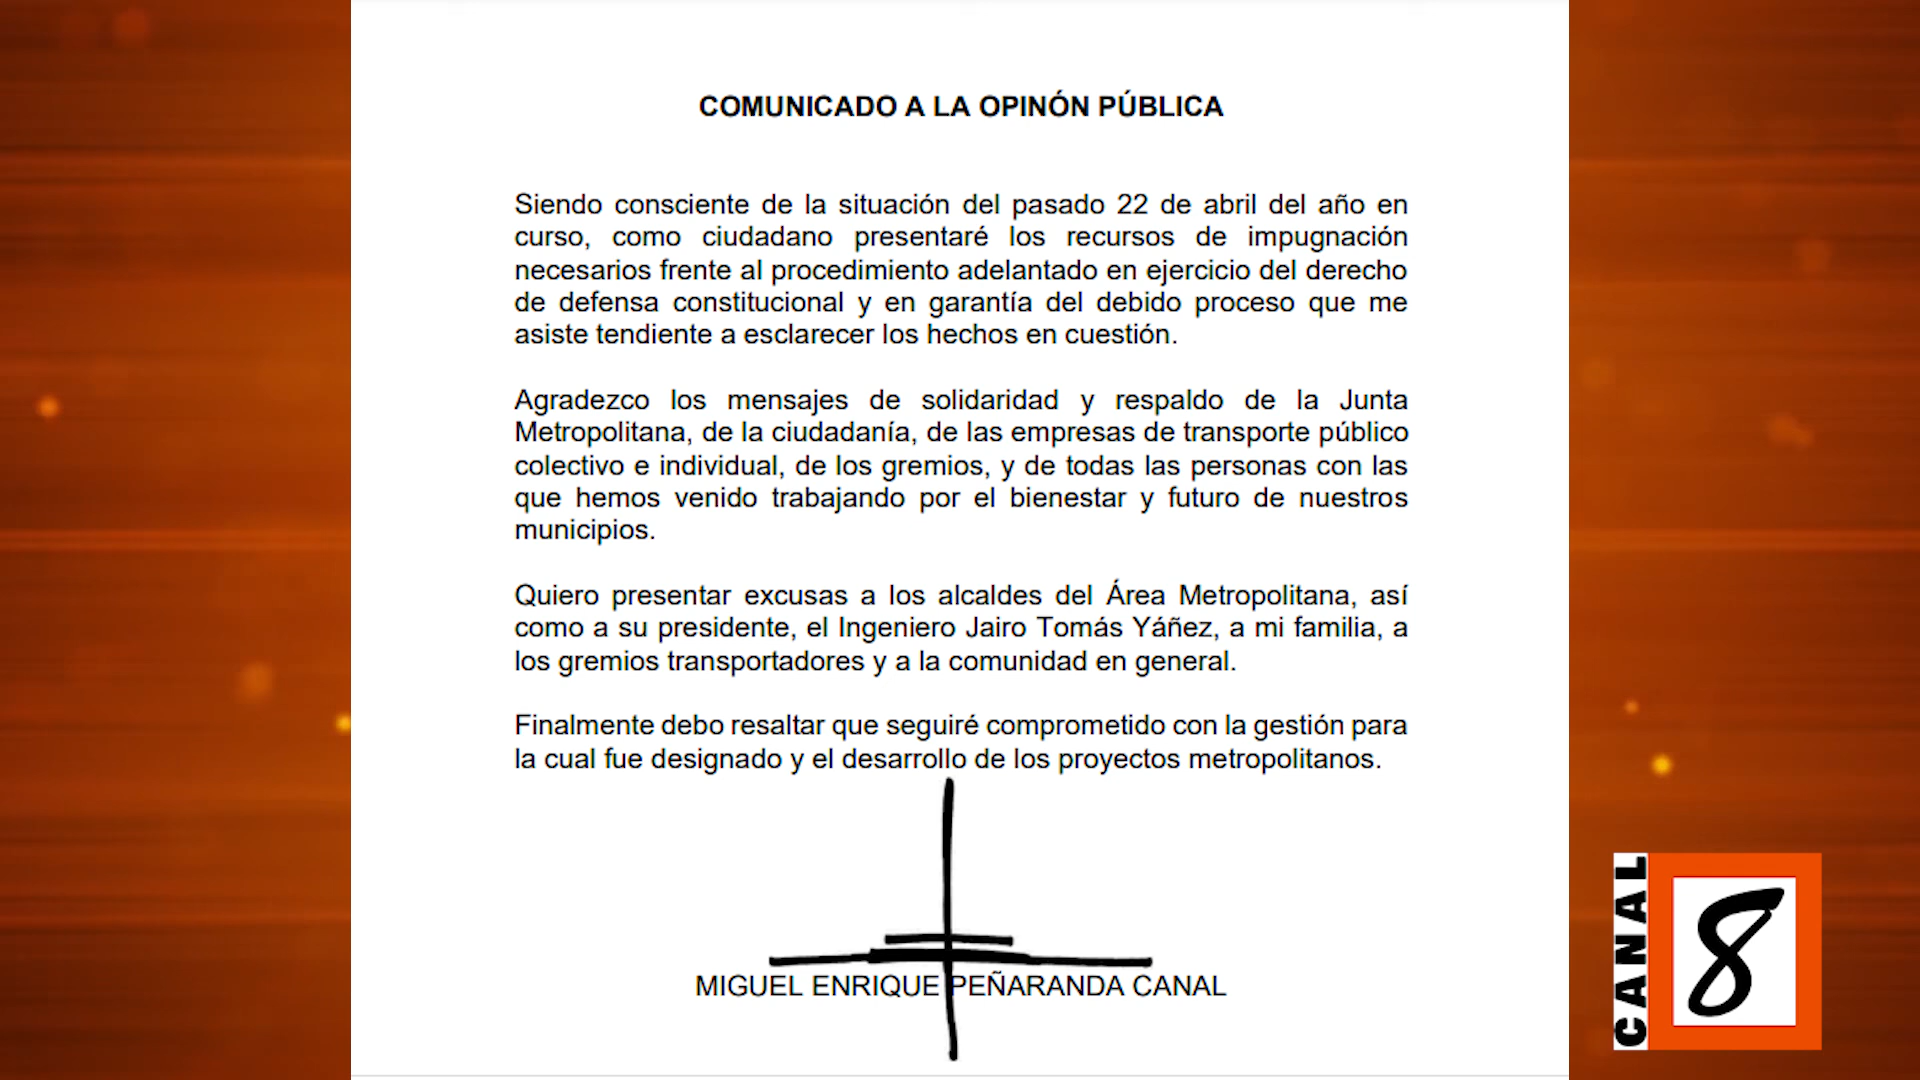 COMUNICADO A LA OPINÓN PÚBLICA
Siendo consciente de la situación del pasado 22 de abril del año en
curso, como ciudadano presentaré los recursos de impugnación
necesarios frente al procedimiento adelantado en ejercicio del derecho
de defensa constitucional y en garantía del debido proceso que me
asiste tendiente a esclarecer los hechos en cuestión.
Agradezco los mensajes de solidaridad y respaldo de la Junta
Metropolitana, de la ciudadanía, de las empresas de transporte público
colectivo e individual, de los gremios, y de todas las personas con las
que hemos venido trabajando por el bienestar y futuro de nuestros
municipios.
Quiero presentar excusas a los alcaldes del Área Metropolitana, así
como a su presidente, el Ingeniero Jairo Tomás Yáñez, a mi familia, a
los gremios transportadores y a la comunidad en general.
Finalmente debo resaltar que seguiré comprometido con la gestión para
la cual fue designado y el desarrollo de los proyectos metropolitanos.
MIGUEL ENRIQUE PEÑARANDA CANAL
CANAL
8